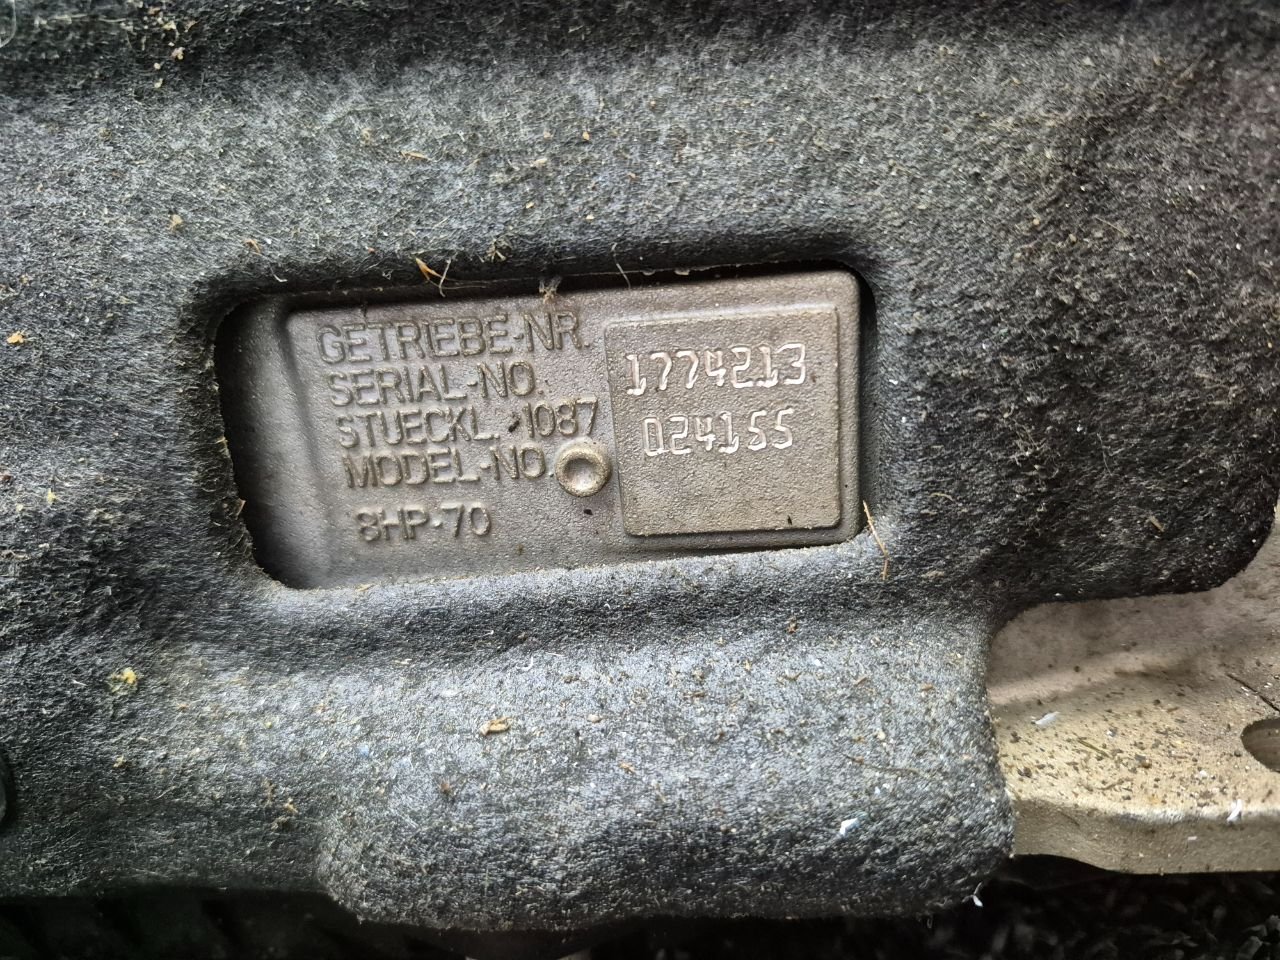 GETRIEBE-NR. 1774213
SERIAL-NO.
STUECKL. 1087 024155
MODEL-NO.
8HP-70